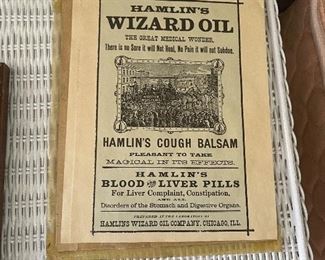 HAMLIN'S
WIZARD OIL
THE GREAT MEDICAL WONDER.
There is no Sore it will Not Heal, No Pain it will not Subdue.
HAMLIN'S COUGH BALSAM
PLEASANT TO TAKE
MAGICAL IN ITS EFFECTS.
HAMLIN'S
BLOOD AND LIVER PILLS
For Liver Complaint, Constipation,
AND ALL
Disorders of the Stomach and Digestive Organs.
PREPARED AT THE LABORATORY OF
HAMLINS WIZARD OIL COMPANY, CHICAGO, ILL.